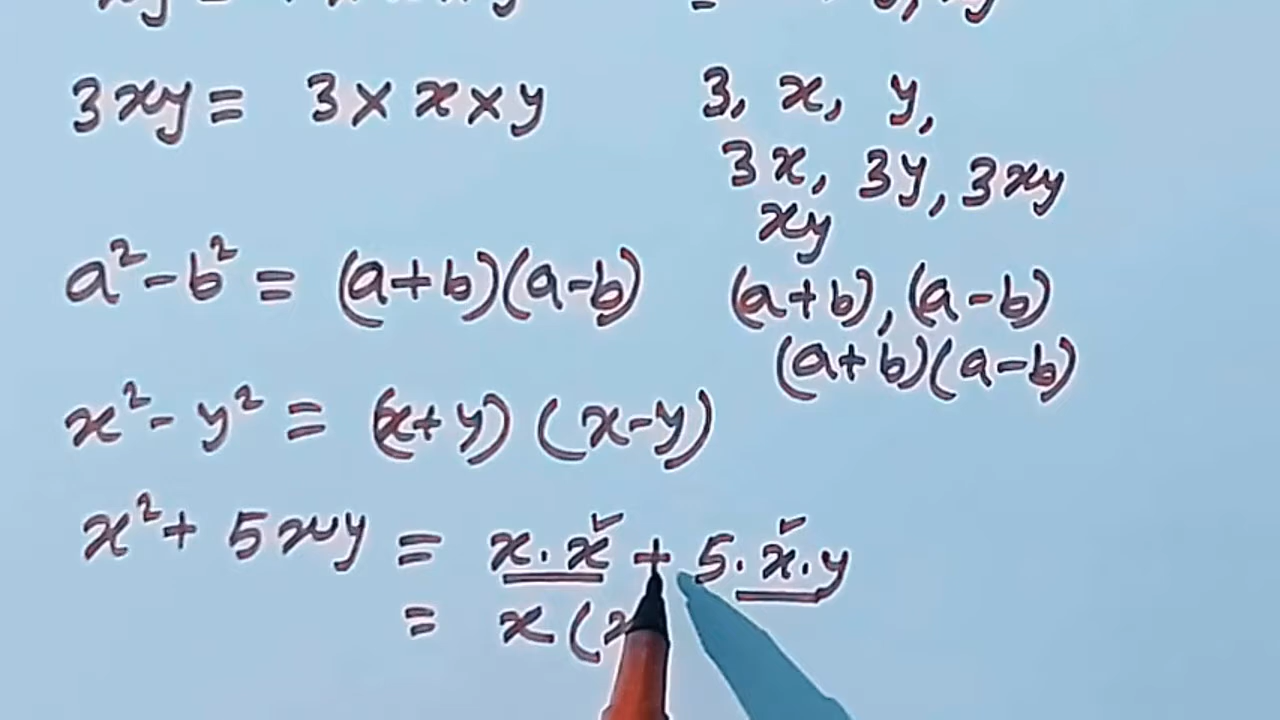 3xy = 3 × x × y 3, x, y,
3x, 3y, 3xy
xy
a² - b² = (a+b)(a-b) (a+b), (a-b)
(a+b)(a-b)
x² - y² = (x+y) (x-y)
x² + 5xy = x . x + 5 . x . y
= x (x